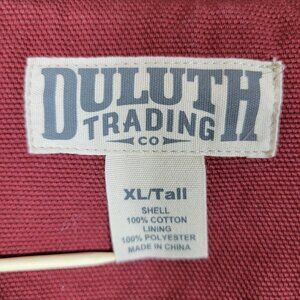 DULUTH
TRADING
CO
XL/Tall
SHELL
100% COTTON
LINING
100% POLYESTER
MADE IN CHINA